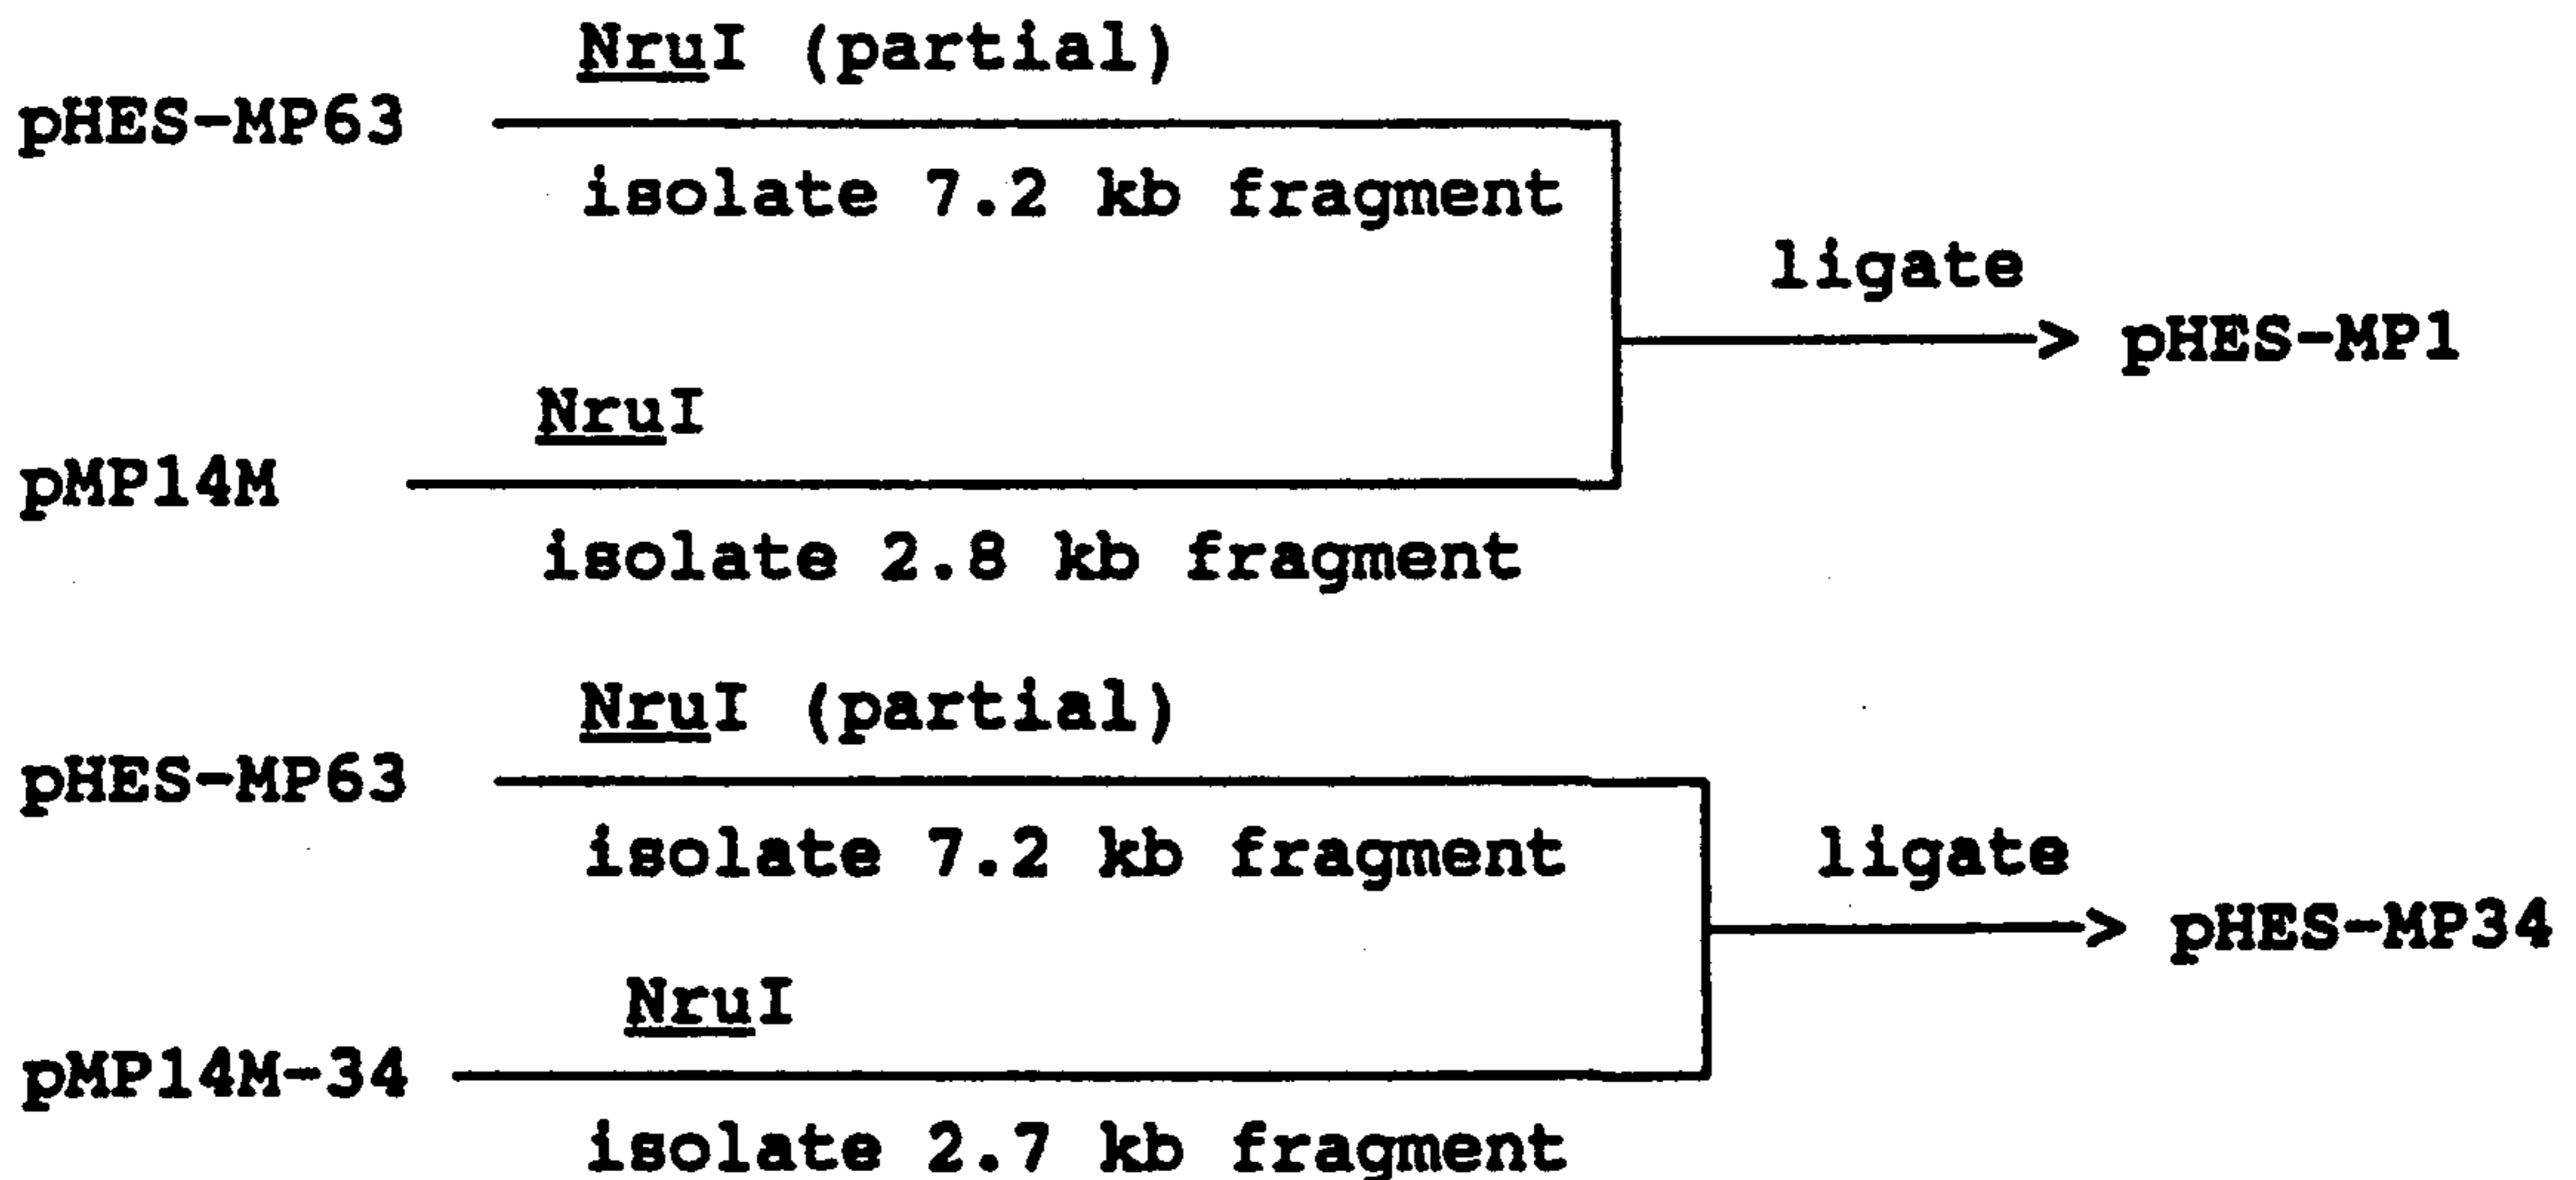 NruI (partial)
pHES-MP63
isolate 7.2 kb fragment
ligate
pHES-MP1
NruI
pMP14M
isolate 2.8 kb fragment
NruI (partial)
pHES-MP63
isolate 7.2 kb fragment
ligate
pHES-MP34
NruI
pMP14M-34
isolate 2.7 kb fragment